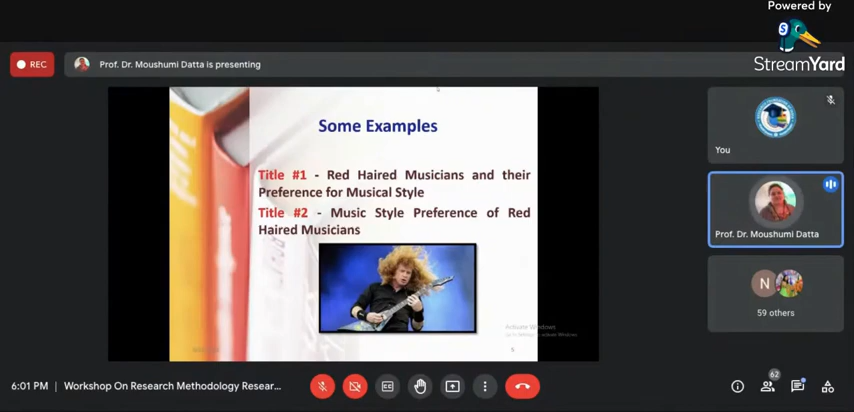 Powered by
S
StreamYard
REC
Prof. Dr. Moushumi Datta is presenting
Some Examples
Title #1 - Red Haired Musicians and their
Preference for Musical Style
Title #2 - Music Style Preference of Red
Haired Musicians
Activate Windows
You
Prof. Dr. Moushumi Datta
N
59 others
6:01 PM | Workshop On Research Methodology Resear...
CC
62